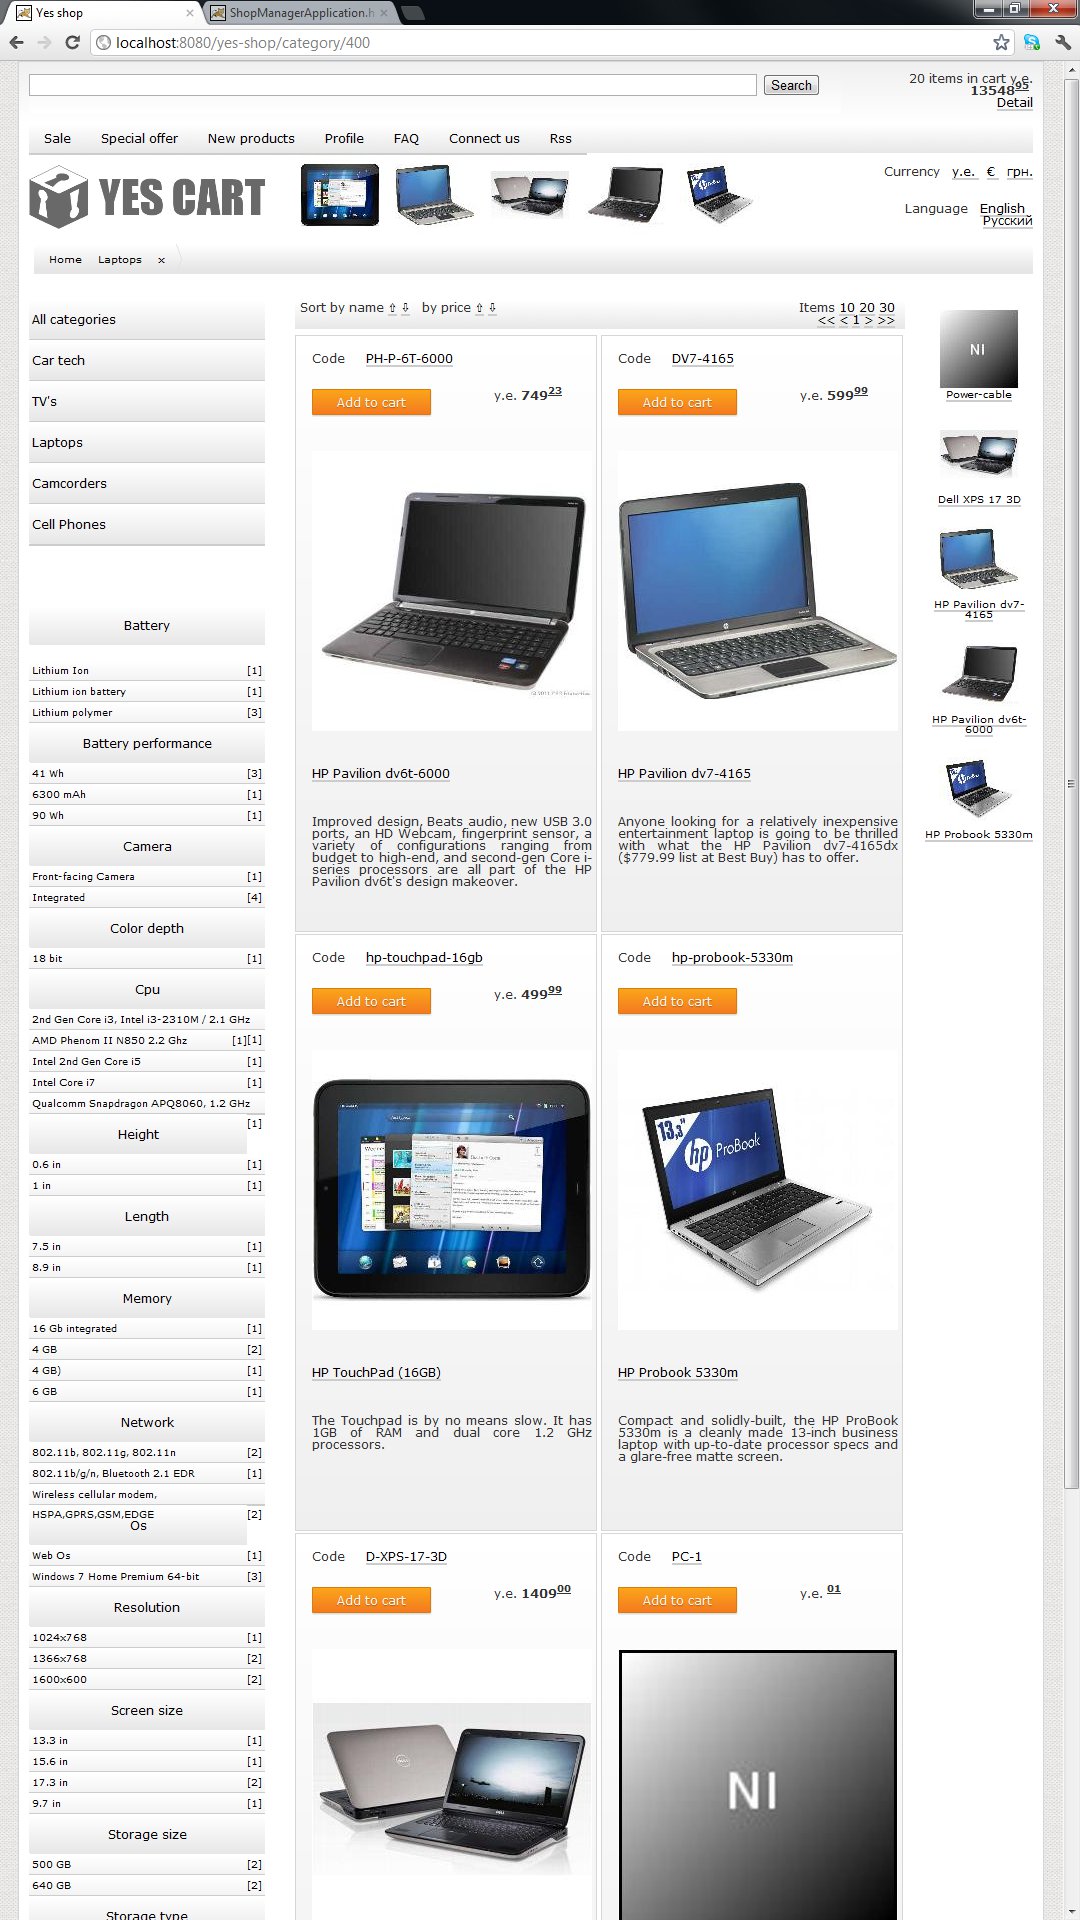 Yes shop
ShopManagerApplication.h
localhost:8080/yes-shop/category/400
Search
20 items in cart y.e.
13548 95
Detail
Sale Special offer New products Profile FAQ Connect us Rss
YES CART
Currency y.e. € грн.
Language English
Русский
Home Laptops x
Sort by name ⇧ ⇩ by price ⇧ ⇩
Items 10 20 30
<< < 1 > >>
All categories
Car tech
TV's
Laptops
Camcorders
Cell Phones
Battery
Lithium Ion [1]
Lithium ion battery [1]
Lithium polymer [3]
Battery performance
41 Wh [3]
6300 mAh [1]
90 Wh [1]
Camera
Front-facing Camera [1]
Integrated [4]
Color depth
18 bit [1]
Cpu
2nd Gen Core i3, Intel i3-2310M / 2.1 GHz
AMD Phenom II N850 2.2 Ghz [1][1]
Intel 2nd Gen Core i5 [1]
Intel Core i7 [1]
Qualcomm Snapdragon APQ8060, 1.2 GHz
[1]
Height
0.6 in [1]
1 in [1]
Length
7.5 in [1]
8.9 in [1]
Memory
16 Gb integrated [1]
4 GB [2]
4 GB) [1]
6 GB [1]
Network
802.11b, 802.11g, 802.11n [2]
802.11b/g/n, Bluetooth 2.1 EDR [1]
Wireless cellular modem,
HSPA,GPRS,GSM,EDGE [2]
Os
Web Os [1]
Windows 7 Home Premium 64-bit [3]
Resolution
1024x768 [1]
1366x768 [2]
1600x600 [2]
Screen size
13.3 in [1]
15.6 in [1]
17.3 in [2]
9.7 in [1]
Storage size
500 GB [2]
640 GB [2]
Storage type
Code PH-P-6T-6000
Add to cart y.e. 749 23
HP Pavilion dv6t-6000
Improved design, Beats audio, new USB 3.0
ports, an HD Webcam, fingerprint sensor, a
variety of configurations ranging from
budget to high-end, and second-gen Core i-
series processors are all part of the HP
Pavilion dv6t's design makeover.
Code DV7-4165
Add to cart y.e. 599 99
HP Pavilion dv7-4165
Anyone looking for a relatively inexpensive
entertainment laptop is going to be thrilled
with what the HP Pavilion dv7-4165dx
($779.99 list at Best Buy) has to offer.
Code hp-touchpad-16gb
Add to cart y.e. 499 99
HP TouchPad (16GB)
The Touchpad is by no means slow. It has
1GB of RAM and dual core 1.2 GHz
processors.
Code hp-probook-5330m
Add to cart
13,3"
hp ProBook
HP Probook 5330m
Compact and solidly-built, the HP ProBook
5330m is a cleanly made 13-inch business
laptop with up-to-date processor specs and
a glare-free matte screen.
Code D-XPS-17-3D
Add to cart y.e. 1409 00
Code PC-1
Add to cart y.e. 01
NI
NI
Power-cable
Dell XPS 17 3D
HP Pavilion dv7-
4165
HP Pavilion dv6t-
6000
HP Probook 5330m